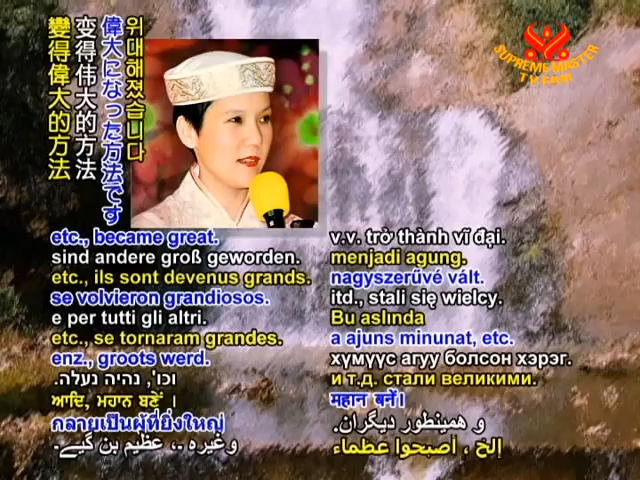 위대해졌습니다
偉大になった方法です
变得伟大的方法
變得偉大的方法
SUPREME MASTER
TV.COM
etc., became great.
sind andere groß geworden.
etc., ils sont devenus grands.
se volvieron grandiosos.
e per tutti gli altri.
etc., se tornaram grandes.
enz., groots werd.
וכו', נהיה נעלה.
ਆਦਿ, ਮਹਾਨ ਬਣੇਂ ।
กลายเป็นผู้ที่ยิ่งใหญ่
وغیرہ ..، عظیم بن گیے.
v.v. trở thành vĩ đại.
menjadi agung.
nagyszerűvé vált.
itd., stali się wielcy.
Bu aslında
a ajuns minunat, etc.
хүмүүс агуу болсон хэрэг.
и т.д. стали великими.
महान बनें।
و همینطور دیگران.
إلخ ، أصبحوا عظماء